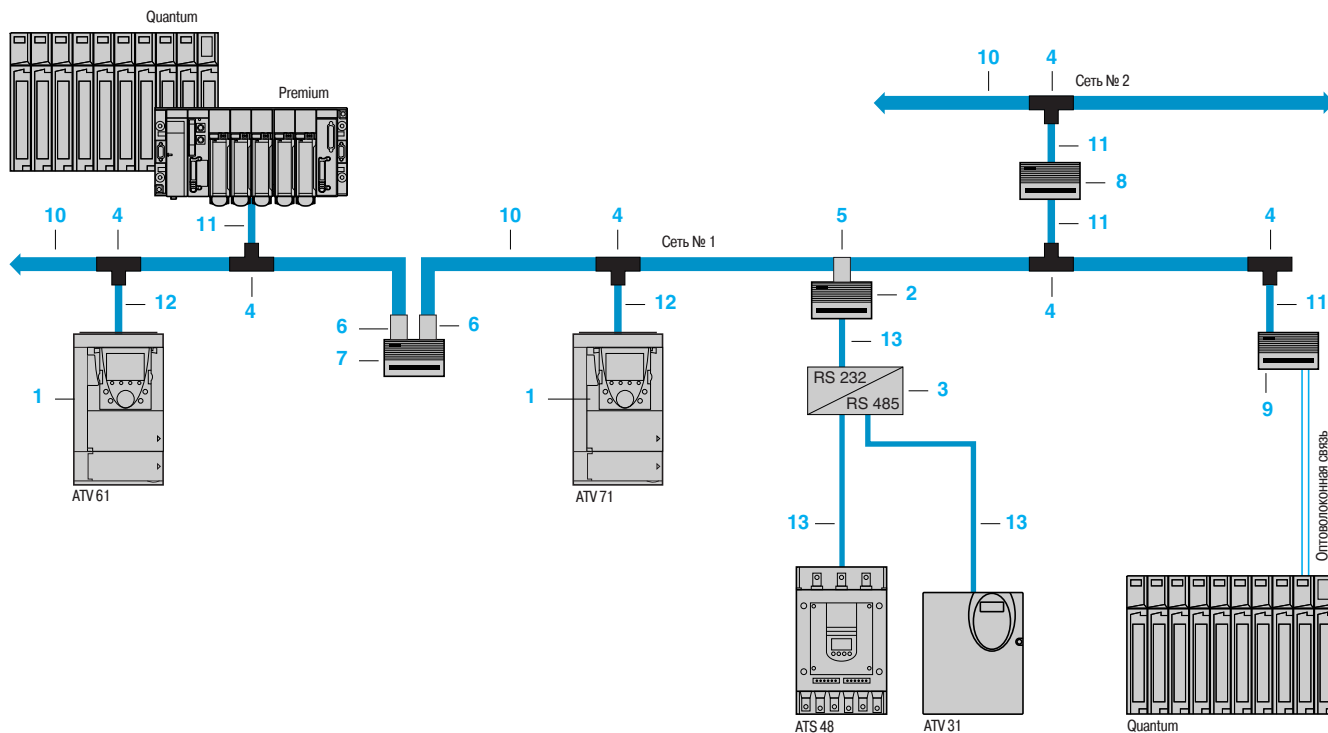 Quantum
Premium
10
4
Сеть № 2
11
8
11
10
4
11
10
4
Сеть № 1
5
4
4
12
6
6
7
12
2
4
11
13
1
1
RS 232
RS 485
3
9
ATV 61
ATV 71
13
13
Оптоволоконная связь
ATS 48
ATV 31
Quantum